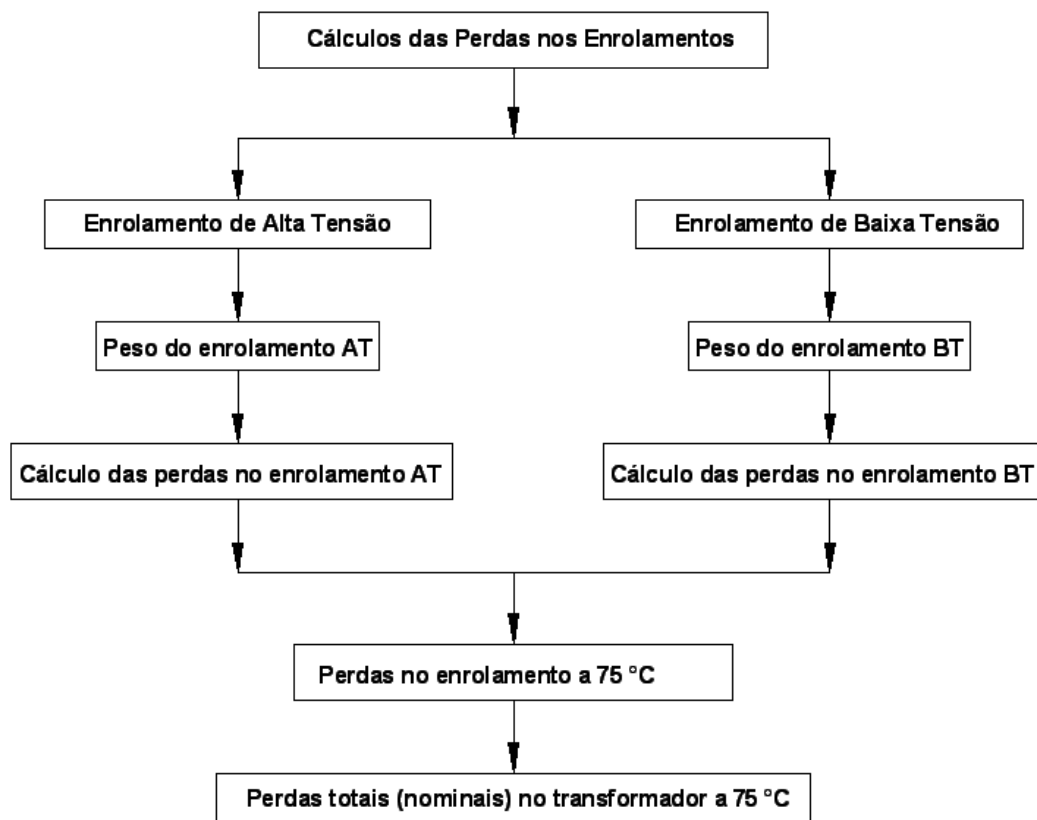 Cálculos das Perdas nos Enrolamentos
Enrolamento de Alta Tensão
Enrolamento de Baixa Tensão
Peso do enrolamento AT
Peso do enrolamento BT
Cálculo das perdas no enrolamento AT
Cálculo das perdas no enrolamento BT
Perdas no enrolamento a 75 °C
Perdas totais (nominais) no transformador a 75 °C